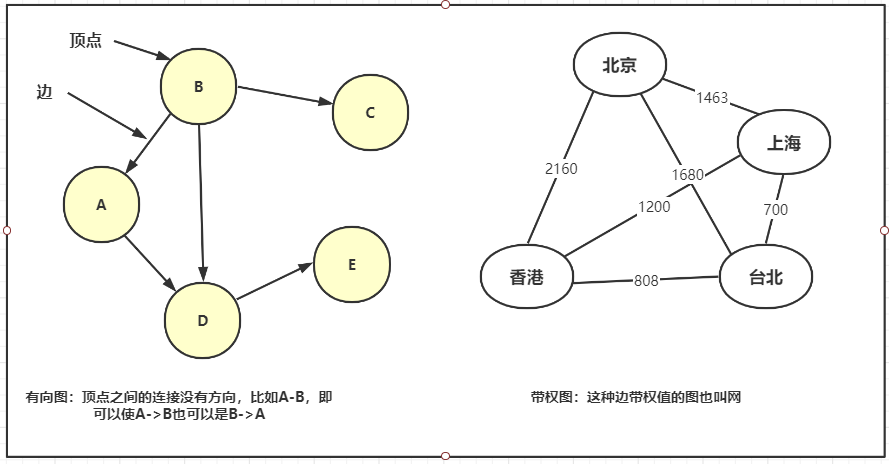 顶点
边
B
C
A
D
E
北京
1463
上海
2160
1680
1200
700
香港
808
台北
有向图：顶点之间的连接没有方向，比如A-B，即
可以使A->B也可以是B->A
带权图：这种边带权值的图也叫网